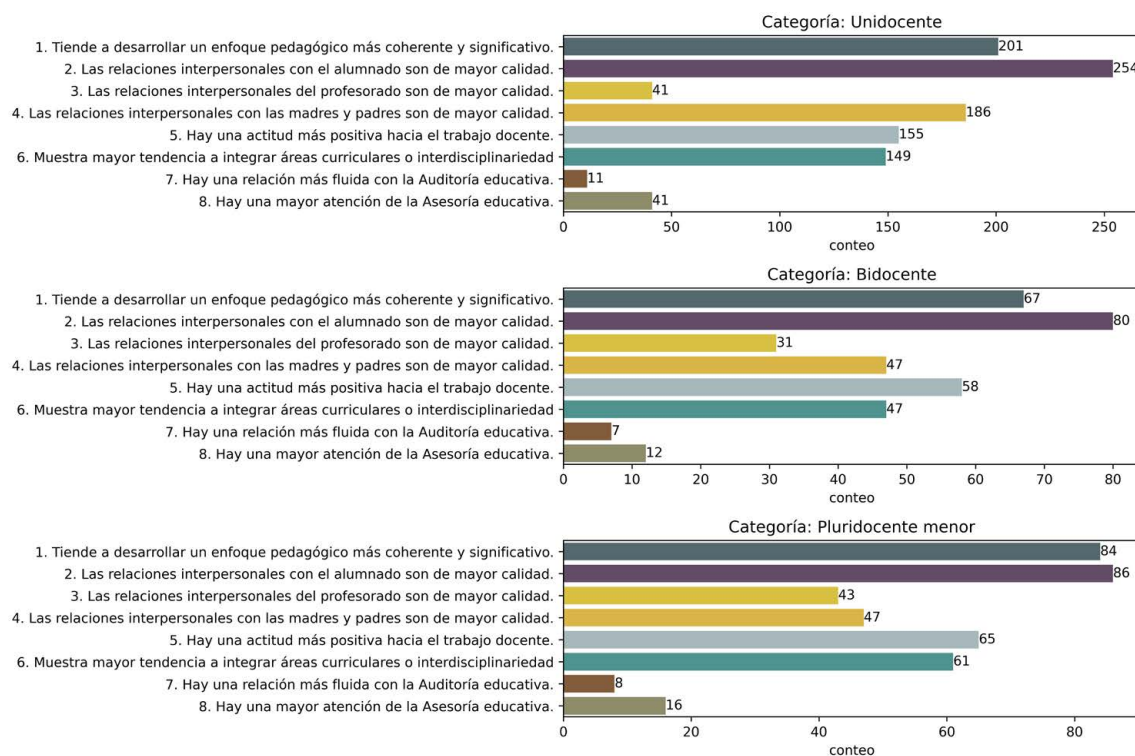 Categoría: Unidocente
1. Tiende a desarrollar un enfoque pedagógico más coherente y significativo. 201
2. Las relaciones interpersonales con el alumnado son de mayor calidad. 254
3. Las relaciones interpersonales del profesorado son de mayor calidad. 41
4. Las relaciones interpersonales con las madres y padres son de mayor calidad. 186
5. Hay una actitud más positiva hacia el trabajo docente. 155
6. Muestra mayor tendencia a integrar áreas curriculares o interdisciplinariedad 149
7. Hay una relación más fluida con la Auditoría educativa. 11
8. Hay una mayor atención de la Asesoría educativa. 41
0 50 100 150 200 250
conteo
Categoría: Bidocente
1. Tiende a desarrollar un enfoque pedagógico más coherente y significativo. 67
2. Las relaciones interpersonales con el alumnado son de mayor calidad. 80
3. Las relaciones interpersonales del profesorado son de mayor calidad. 31
4. Las relaciones interpersonales con las madres y padres son de mayor calidad. 47
5. Hay una actitud más positiva hacia el trabajo docente. 58
6. Muestra mayor tendencia a integrar áreas curriculares o interdisciplinariedad 47
7. Hay una relación más fluida con la Auditoría educativa. 7
8. Hay una mayor atención de la Asesoría educativa. 12
0 10 20 30 40 50 60 70 80
conteo
Categoría: Pluridocente menor
1. Tiende a desarrollar un enfoque pedagógico más coherente y significativo. 84
2. Las relaciones interpersonales con el alumnado son de mayor calidad. 86
3. Las relaciones interpersonales del profesorado son de mayor calidad. 43
4. Las relaciones interpersonales con las madres y padres son de mayor calidad. 47
5. Hay una actitud más positiva hacia el trabajo docente. 65
6. Muestra mayor tendencia a integrar áreas curriculares o interdisciplinariedad 61
7. Hay una relación más fluida con la Auditoría educativa. 8
8. Hay una mayor atención de la Asesoría educativa. 16
0 20 40 60 80
conteo